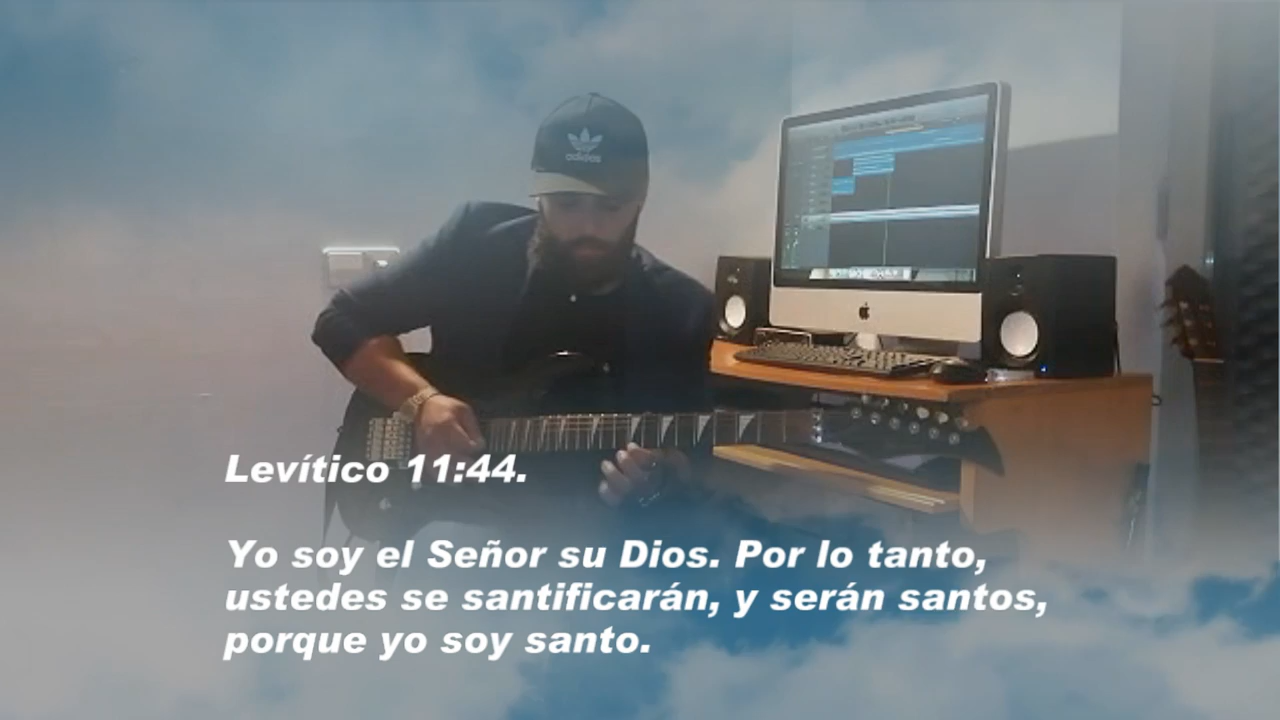 adidas
Levítico 11:44.
Yo soy el Señor su Dios. Por lo tanto,
ustedes se santificarán, y serán santos,
porque yo soy santo.